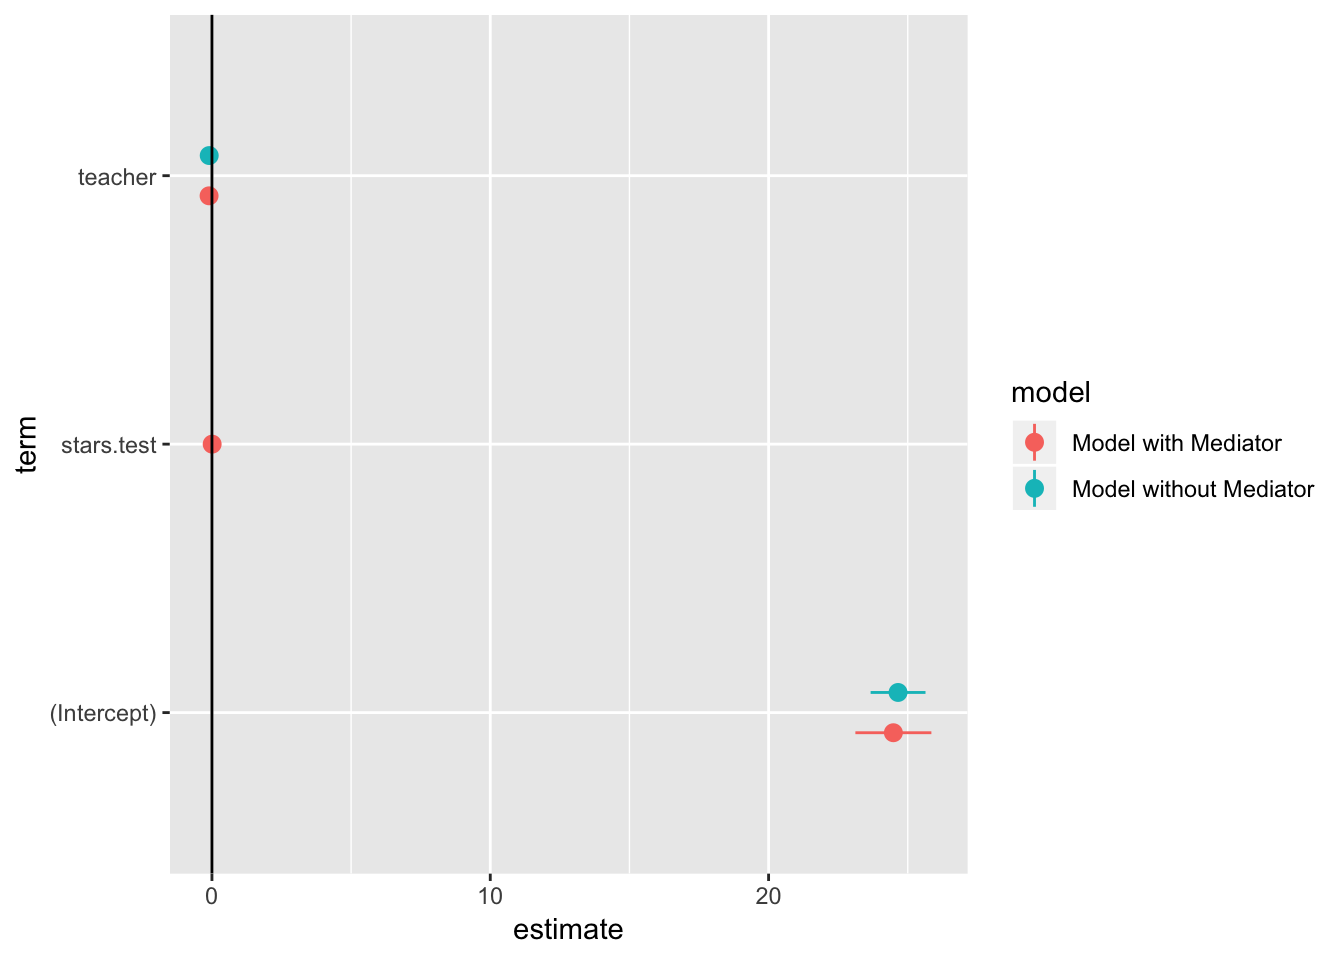 teacher
stars.test
(Intercept)
term
0
10
20
estimate
model
Model with Mediator
Model without Mediator